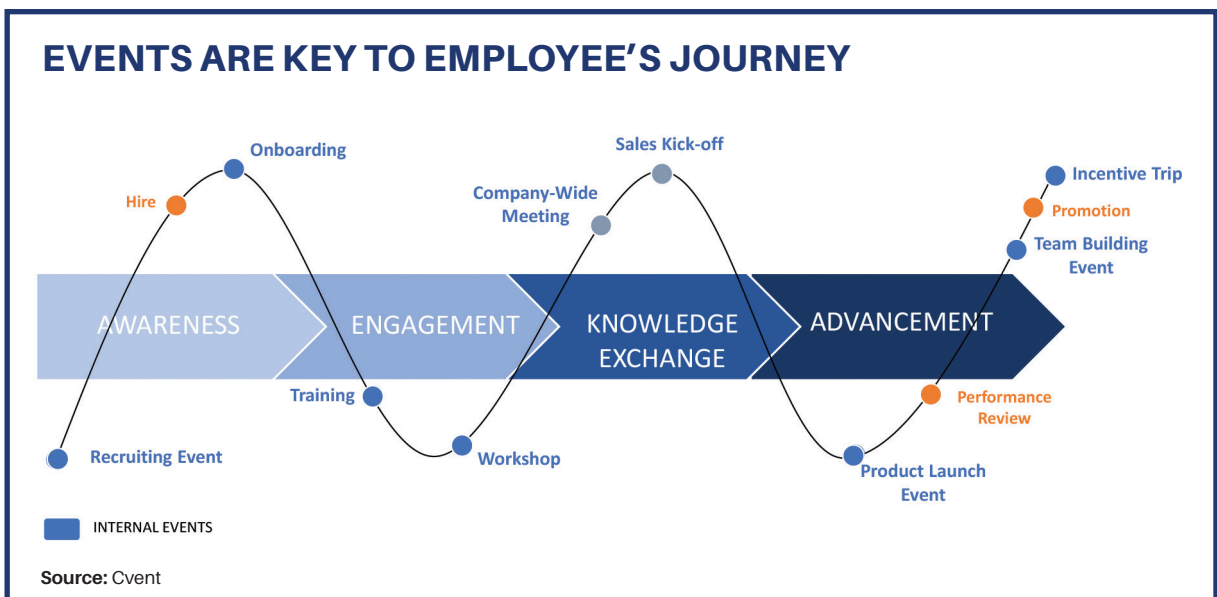 EVENTS ARE KEY TO EMPLOYEE'S JOURNEY
Onboarding
Hire
Sales Kick-off
Company-Wide
Meeting
Incentive Trip
Promotion
Team Building
Event
AWARENESS
ENGAGEMENT
KNOWLEDGE
EXCHANGE
ADVANCEMENT
Training
Recruiting Event
Workshop
Performance
Review
Product Launch
Event
INTERNAL EVENTS
Source: Cvent